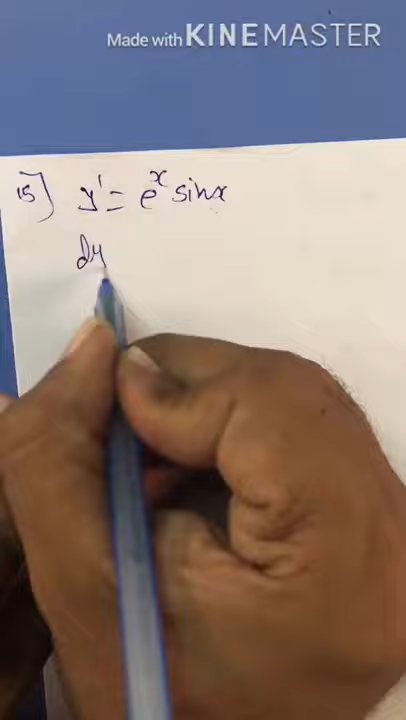 Made with KINEMASTER
15] y' = e^x sinx
dy